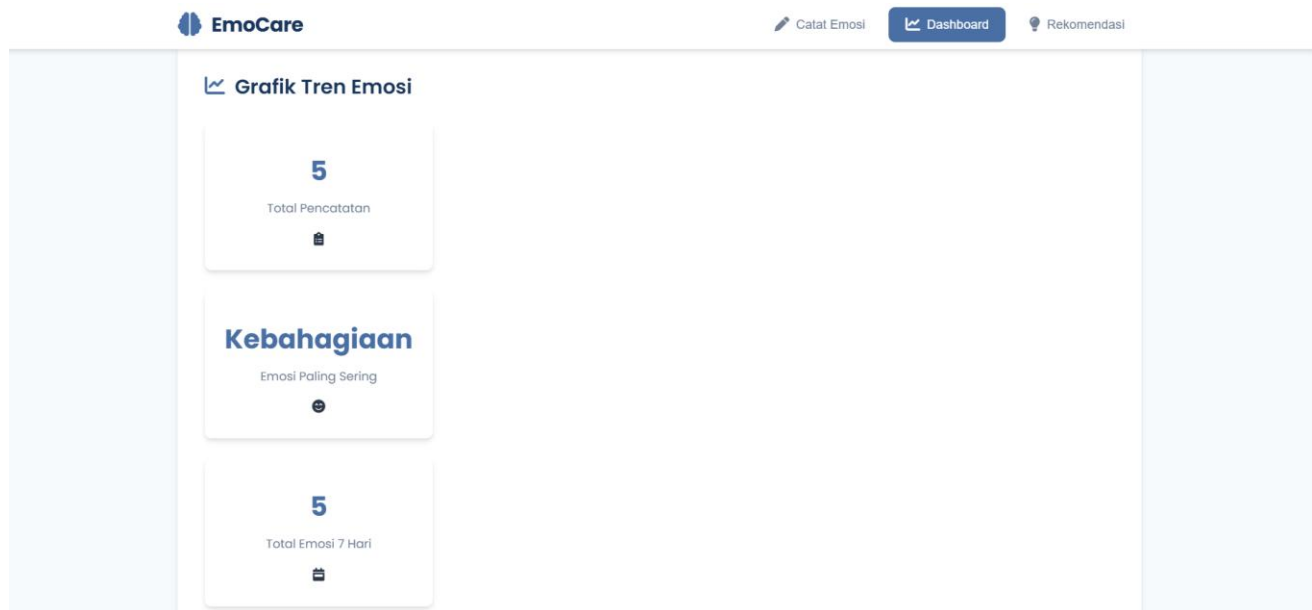 EmoCare
Catat Emosi
Dashboard
Rekomendasi
Grafik Tren Emosi
5
Total Pencatatan
Kebahagiaan
Emosi Paling Sering
5
Total Emosi 7 Hari